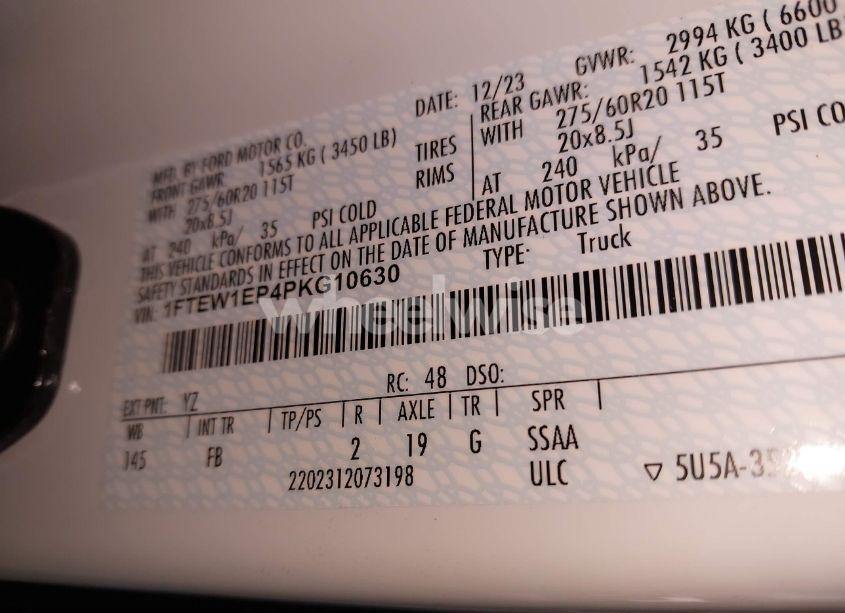 MFD. BY FORD MOTOR CO.
DATE: 12/23
GVWR: 2994 KG ( 6600
FRONT GAWR: 1565 KG ( 3450 LB)
REAR GAWR: 1542 KG ( 3400 LB
WITH 275/60R20 115T
TIRES
WITH 275/60R20 115T
20x8.5J
RIMS
20x8.5J
AT 240 kPa/ 35 PSI COLD
AT 240 kPa/ 35 PSI CO
THIS VEHICLE CONFORMS TO ALL APPLICABLE FEDERAL MOTOR VEHICLE
SAFETY STANDARDS IN EFFECT ON THE DATE OF MANUFACTURE SHOWN ABOVE.
VIN: 1FTEW1EP4PKG10630
TYPE: Truck
wheelwise
EXT PNT: YZ
RC: 48 DSO:
WB | INT TR | TP/PS | R | AXLE | TR | SPR |
145 FB 2 19 G SSAA
2202312073198 ULC
5U5A-35